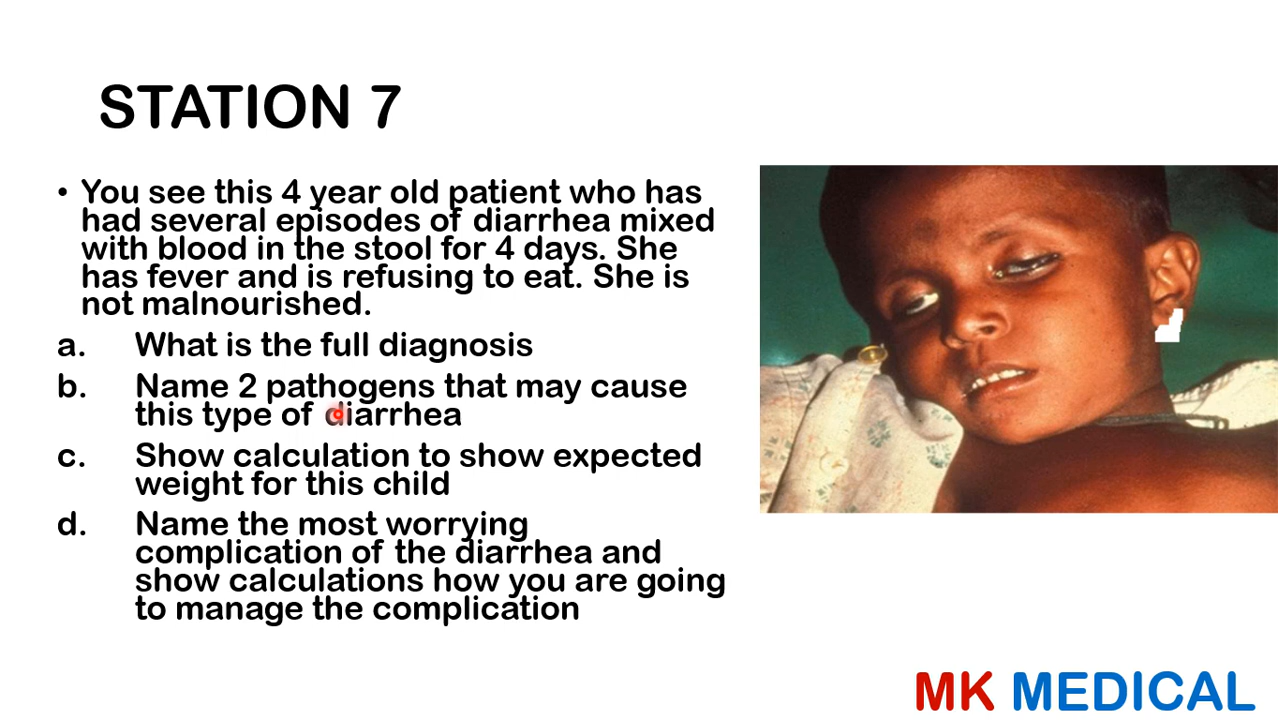 STATION 7
• You see this 4 year old patient who has
had several episodes of diarrhea mixed
with blood in the stool for 4 days. She
has fever and is refusing to eat. She is
not malnourished.
a. What is the full diagnosis
b. Name 2 pathogens that may cause
this type of diarrhea
c. Show calculation to show expected
weight for this child
d. Name the most worrying
complication of the diarrhea and
show calculations how you are going
to manage the complication
MK MEDICAL